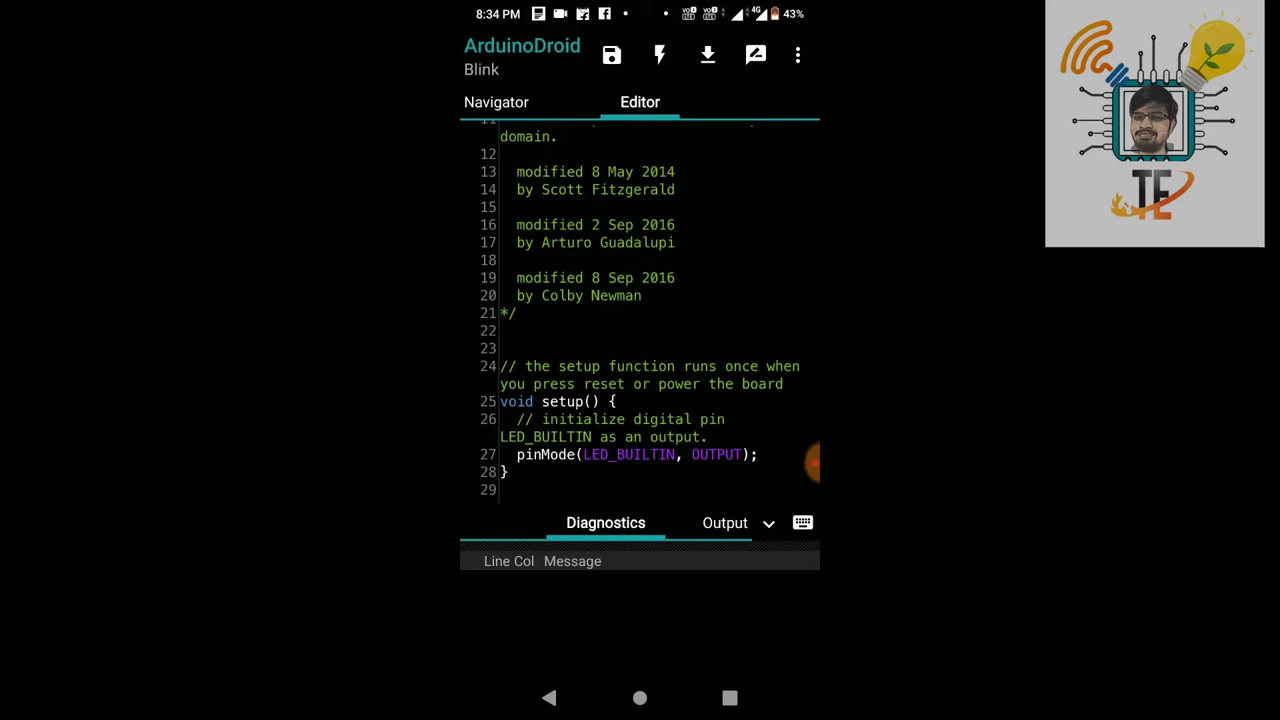 8:34 PM 43%
ArduinoDroid
Blink
Navigator Editor
domain.
12
13 modified 8 May 2014
14 by Scott Fitzgerald
15
16 modified 2 Sep 2016
17 by Arturo Guadalupi
18
19 modified 8 Sep 2016
20 by Colby Newman
21 */
22
23
24 // the setup function runs once when
you press reset or power the board
25 void setup() {
26 // initialize digital pin
LED_BUILTIN as an output.
27 pinMode(LED_BUILTIN, OUTPUT);
28 }
29
Diagnostics Output
Line Col Message
TE